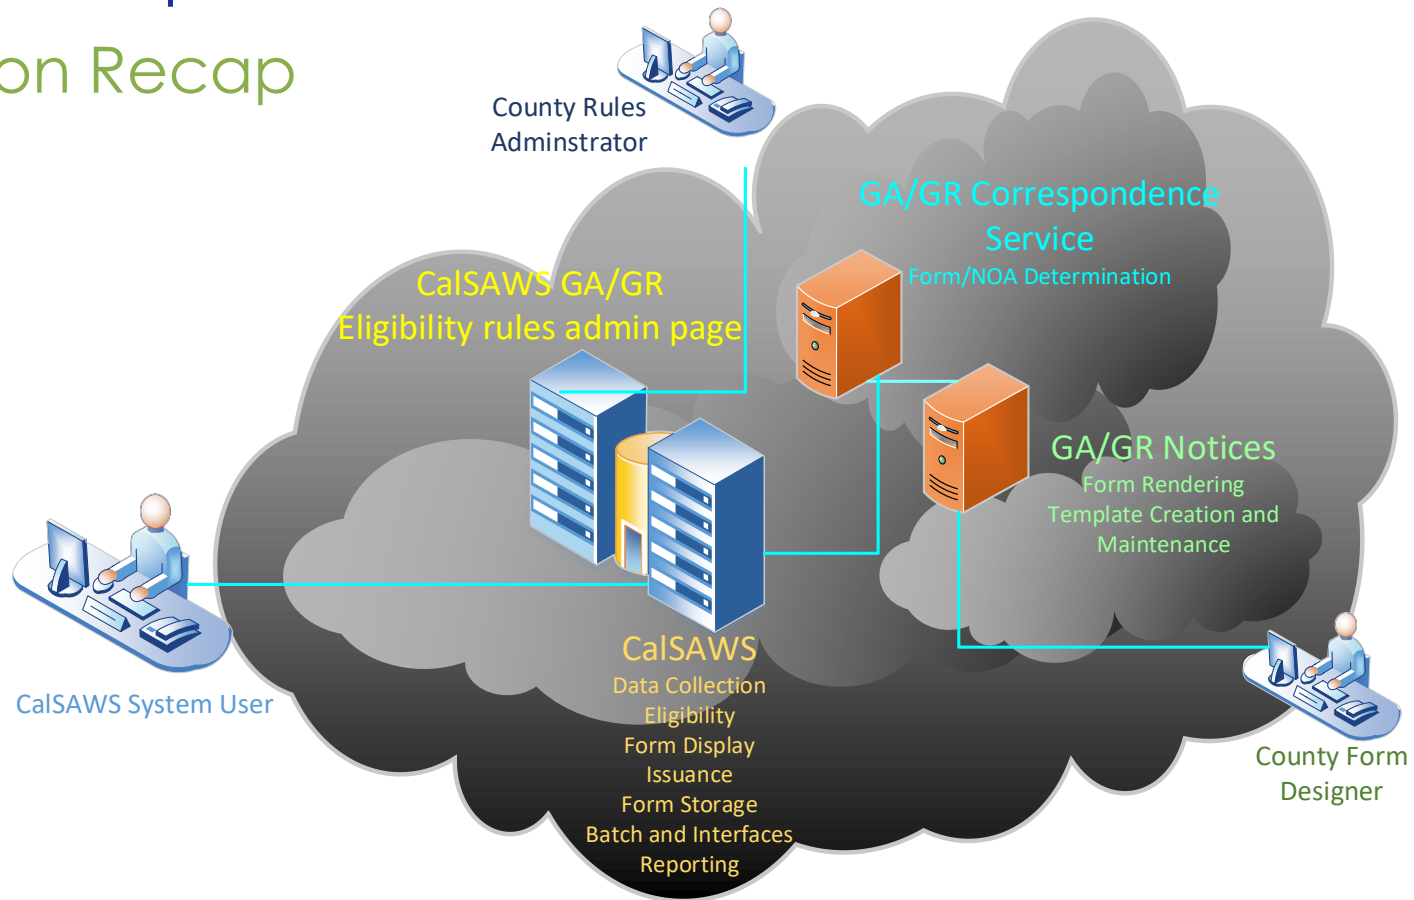 on Recap
County Rules
Adminstrator
GA/GR Correspondence
Service
Form/NOA Determination
CalSAWS GA/GR
Eligibility rules admin page
GA/GR Notices
Form Rendering
Template Creation and
Maintenance
CalSAWS System User
CalSAWS
Data Collection
Eligibility
Form Display
Issuance
Form Storage
Batch and Interfaces
Reporting
County Form
Designer